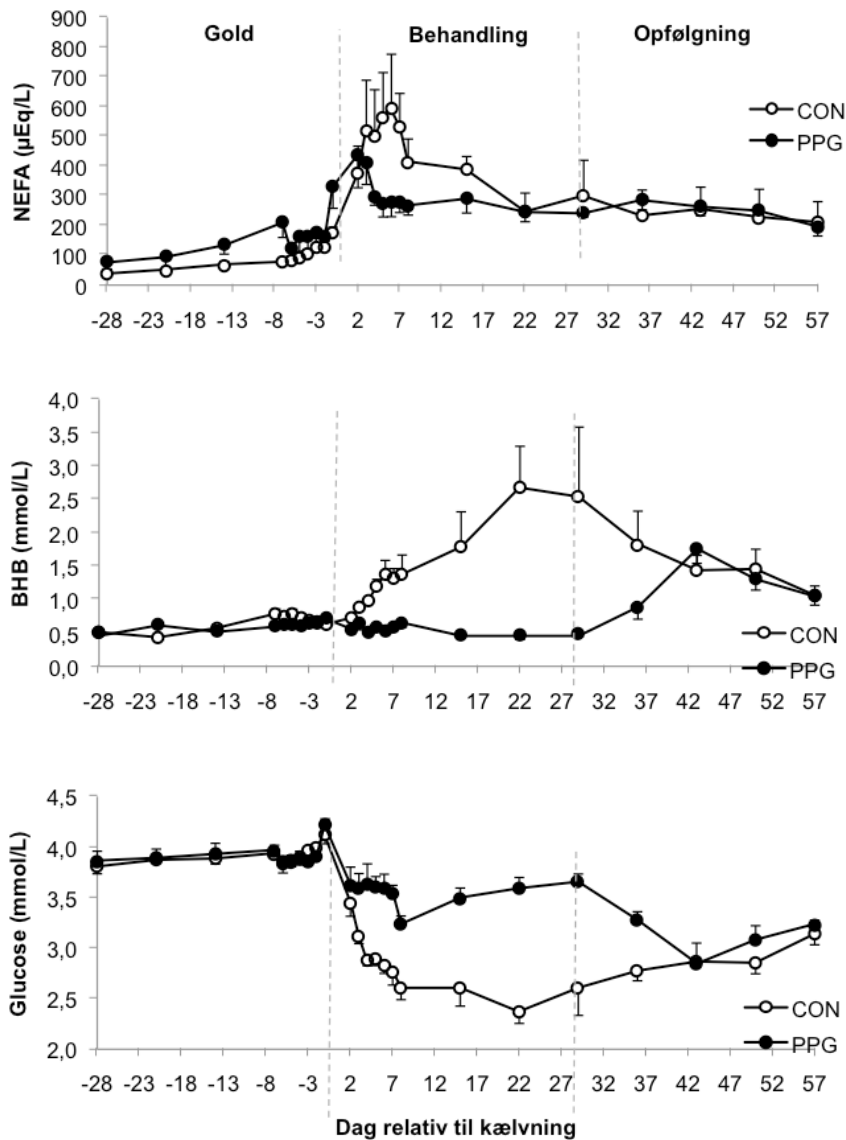 Gold Behandling Opfølgning
NEFA (µEq/L)
900
800
700
600
500
400
300
200
100
0
CON
PPG
-28 -23 -18 -13 -8 -3 2 7 12 17 22 27 32 37 42 47 52 57
BHB (mmol/L)
4,0
3,5
3,0
2,5
2,0
1,5
1,0
0,5
0,0
CON
PPG
-28 -23 -18 -13 -8 -3 2 7 12 17 22 27 32 37 42 47 52 57
Glucose (mmol/L)
4,5
4,0
3,5
3,0
2,5
2,0
CON
PPG
-28 -23 -18 -13 -8 -3 2 7 12 17 22 27 32 37 42 47 52 57
Dag relativ til kælvning